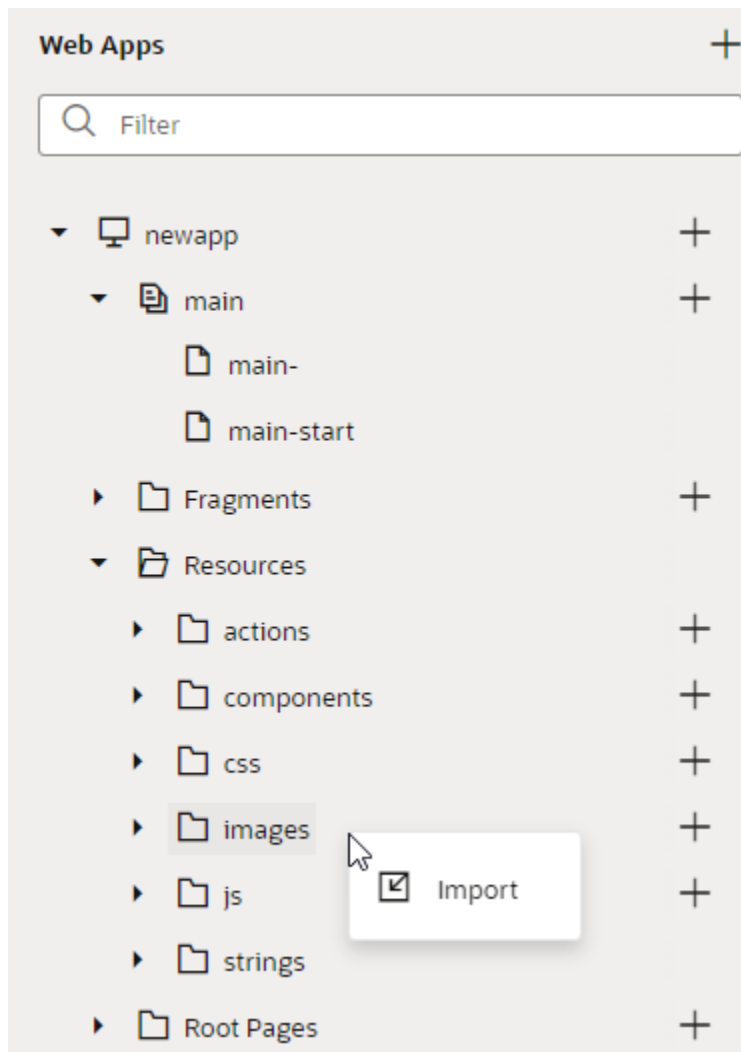 Web Apps
Filter
newapp
main
main-
main-start
Fragments
Resources
actions
components
css
images
Import
js
strings
Root Pages